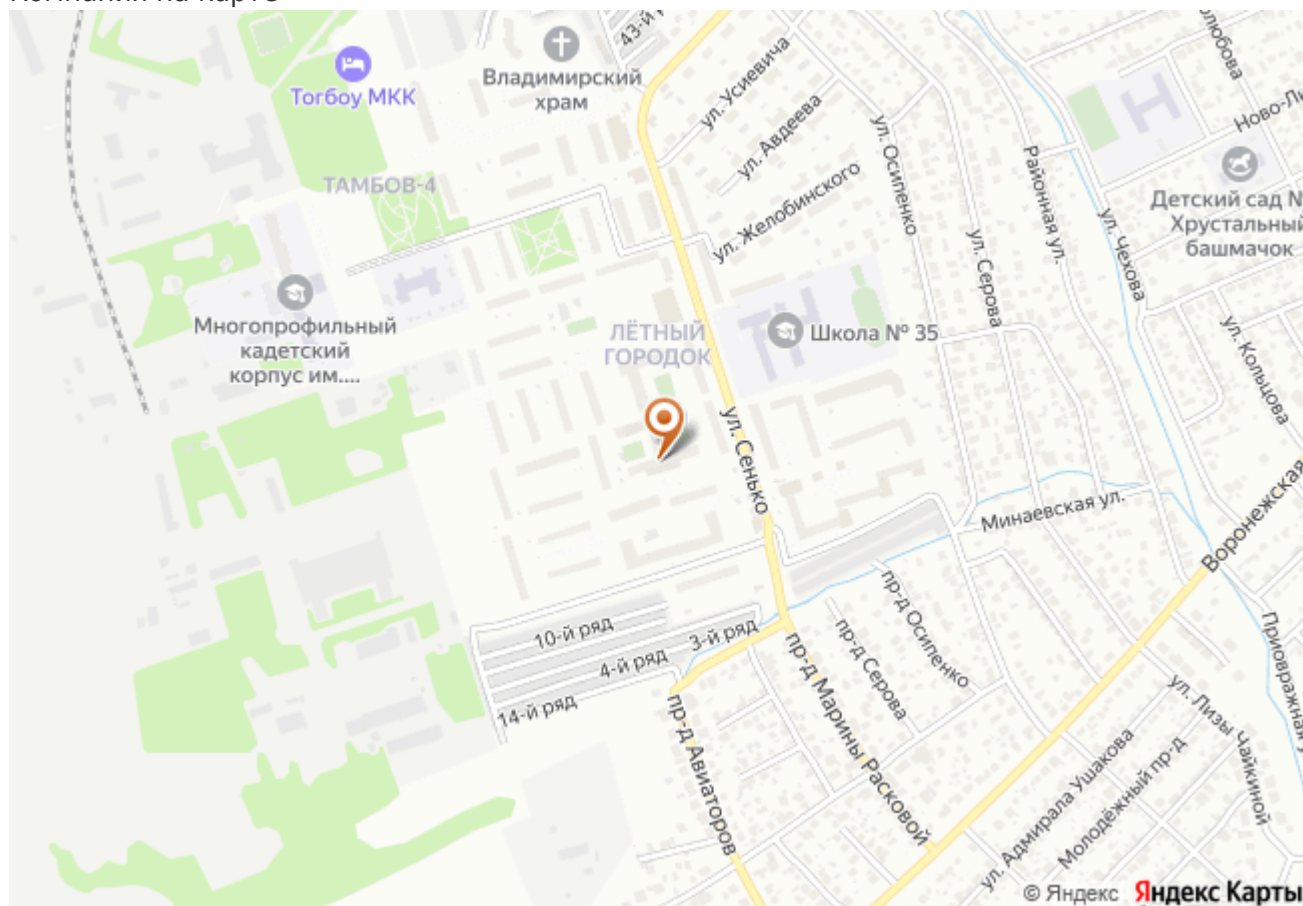 43-й ряд
Владимирский
храм
Тогбоу МКК
ул. Усиевича
ул. Авдеева
ул. Осипенко
Районная ул.
Детский сад N
Хрустальный
башмачок
ТАМБОВ-4
ул. Желобинского
ул. Серова
ул. Чехова
Многопрофильный
кадетский
корпус им....
ЛЁТНЫЙ
ГОРОДОК
Школа № 35
ул. Кольцова
ул. Сенько
Минаевская ул.
Воронежская
10-й ряд
3-й ряд
4-й ряд
14-й ряд
пр-д Осипенко
пр-д Серова
пр-д Марины Расковой
пр-д Авиаторов
Приовражная
ул. Лизы Чайкиной
ул. Адмирала Ушакова
Молодёжный пр-д
© Яндекс Яндекс Карты